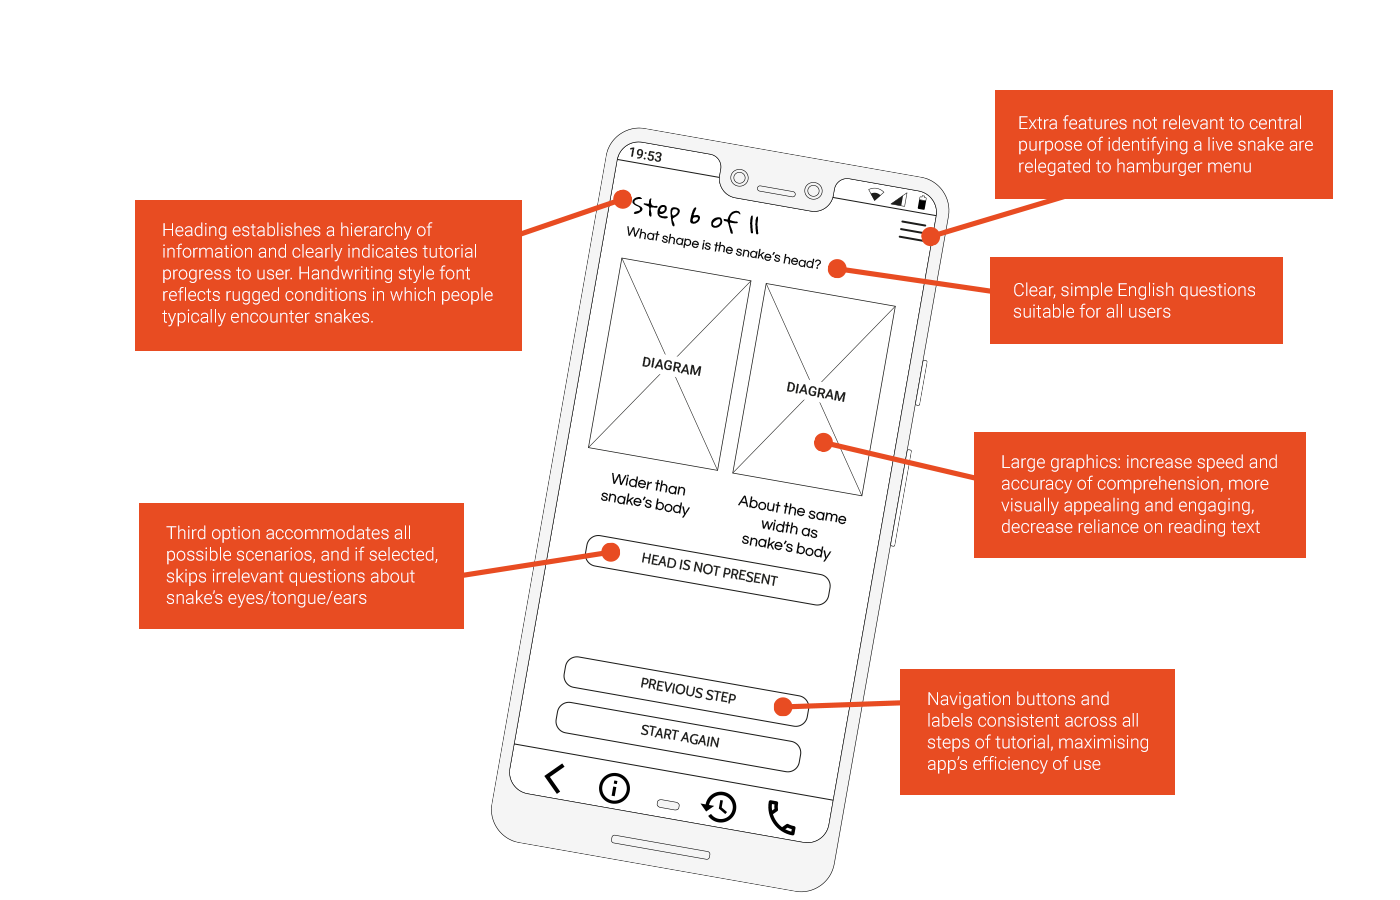 19:53
Step 6 of 11
What shape is the snake's head?
DIAGRAM
DIAGRAM
Wider than
snake's body
About the same
width as
snake's body
HEAD IS NOT PRESENT
PREVIOUS STEP
START AGAIN
Heading establishes a hierarchy of
information and clearly indicates tutorial
progress to user. Handwriting style font
reflects rugged conditions in which people
typically encounter snakes.
Third option accommodates all
possible scenarios, and if selected,
skips irrelevant questions about
snake's eyes/tongue/ears
Extra features not relevant to central
purpose of identifying a live snake are
relegated to hamburger menu
Clear, simple English questions
suitable for all users
Large graphics: increase speed and
accuracy of comprehension, more
visually appealing and engaging,
decrease reliance on reading text
Navigation buttons and
labels consistent across all
steps of tutorial, maximising
app's efficiency of use